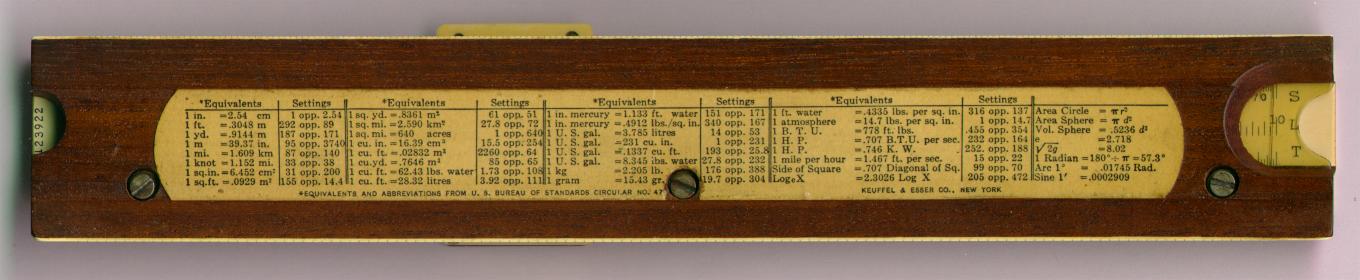 *Equivalents Settings *Equivalents Settings *Equivalents Settings *Equivalents Settings
1 in. =2.54 cm 1 opp. 2.54 1 sq. yd. =.8361 m² 61 opp. 51 1 in. mercury =1.133 ft. water 151 opp. 171 1 ft. water =.4335 lbs. per sq. in. 316 opp. 137 Area Circle = π r²
1 ft. =.3048 m 292 opp. 89 1 sq. mi. =2.590 km² 27.8 opp. 72 1 in. mercury =.4912 lbs./sq. in. 340 opp. 167 1 atmosphere =14.7 lbs. per sq. in. 1 opp. 14.7 Area Sphere = π d²
1 yd. =.9144 m 187 opp. 171 1 sq. mi. =640 acres 1 opp. 640 1 U. S. gal. =3.785 litres 14 opp. 53 1 B. T. U. =778 ft. lbs. 455 opp. 354 Vol. Sphere = .5236 d³
1 m =39.37 in. 95 opp. 3740 1 cu. in. =16.39 cm³ 15.5 opp. 254 1 U. S. gal. =231 cu. in. 1 opp. 231 1 H. P. =.707 B.T.U. per sec. 232 opp. 164 e =2.718
1 mi. =1.609 km 87 opp. 140 1 cu. ft. =.02832 m³ 2260 opp. 64 1 U. S. gal. =.1337 cu. ft. 193 opp. 25.8 1 H. P. =.746 K. W. 252 opp. 188 √2g =8.02
1 knot =1.152 mi. 33 opp. 38 1 cu. yd. =.7646 m³ 85 opp. 65 1 U. S. gal. =8.345 lbs. water 27.8 opp. 232 1 mile per hour =1.467 ft. per sec. 15 opp. 22 1 Radian =180° ÷ π =57.3°
1 sq. in. =6.452 cm² 31 opp. 200 1 cu. ft. =62.43 lbs. water 1.73 opp. 108 1 kg =2.205 lb. 176 opp. 388 Side of Square =.707 Diagonal of Sq. 99 opp. 70 Arc 1° = .01745 Rad.
1 sq. ft. =.0929 m² 155 opp. 14.4 1 cu. ft. =28.32 litres 3.92 opp. 111 1 gram =15.43 gr. 19.7 opp. 304 LogeX =2.3026 Log X 205 opp. 472 Sine 1′ =.0002909
*EQUIVALENTS AND ABBREVIATIONS FROM U. S. BUREAU OF STANDARDS CIRCULAR NO. 47 KEUFFEL & ESSER CO., NEW YORK
123922
S
L
T
10